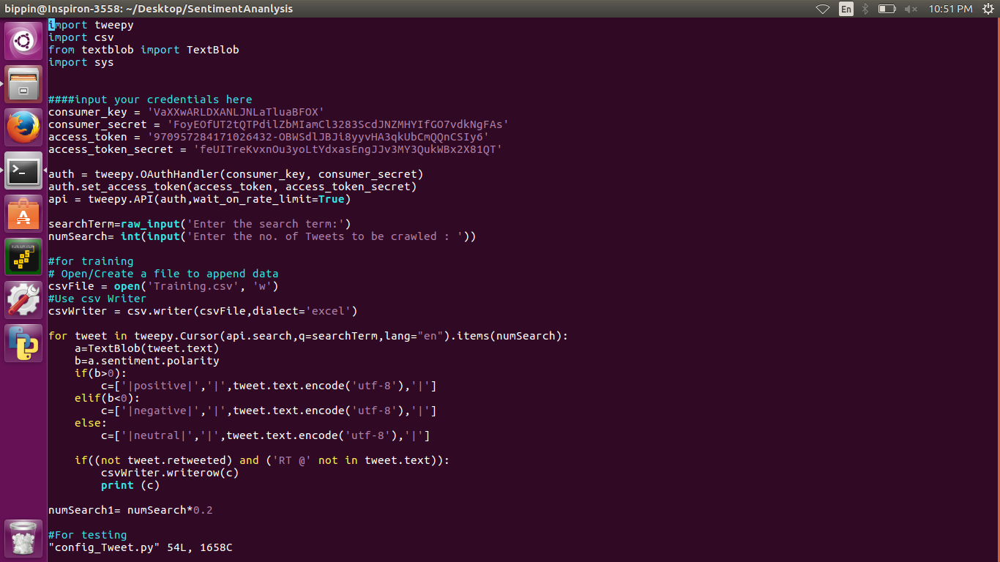 bippin@Inspiron-3558: ~/Desktop/SentimentAnanlysis
En
10:51 PM
import tweepy
import csv
from textblob import TextBlob
import sys
####input your credentials here
consumer_key = 'VaXXwARLDXANLJNLaTluaBFOX'
consumer_secret = 'FoyEOfUT2tQTPdilZbMIamCl3283ScdJNZMHYIfGO7vdkNgFAs'
access_token = '970957284171026432-OBWSdlJBJi8yyvHA3qkUbCmQQnCSIy6'
access_token_secret = 'feUITreKvxnOu3yoLtYdxasEngJJv3MY3QukWBx2X81QT'
auth = tweepy.OAuthHandler(consumer_key, consumer_secret)
auth.set_access_token(access_token, access_token_secret)
api = tweepy.API(auth,wait_on_rate_limit=True)
searchTerm=raw_input('Enter the search term:')
numSearch= int(input('Enter the no. of Tweets to be crawled : '))
#for training
# Open/Create a file to append data
csvFile = open('Training.csv', 'w')
#Use csv Writer
csvWriter = csv.writer(csvFile,dialect='excel')
for tweet in tweepy.Cursor(api.search,q=searchTerm,lang="en").items(numSearch):
    a=TextBlob(tweet.text)
    b=a.sentiment.polarity
    if(b>0):
        c=['|positive|','|',tweet.text.encode('utf-8'),'|']
    elif(b<0):
        c=['|negative|','|',tweet.text.encode('utf-8'),'|']
    else:
        c=['|neutral|','|',tweet.text.encode('utf-8'),'|']
    if((not tweet.retweeted) and ('RT @' not in tweet.text)):
        csvWriter.writerow(c)
        print (c)
numSearch1= numSearch*0.2
#For testing
"config_Tweet.py" 54L, 1658C